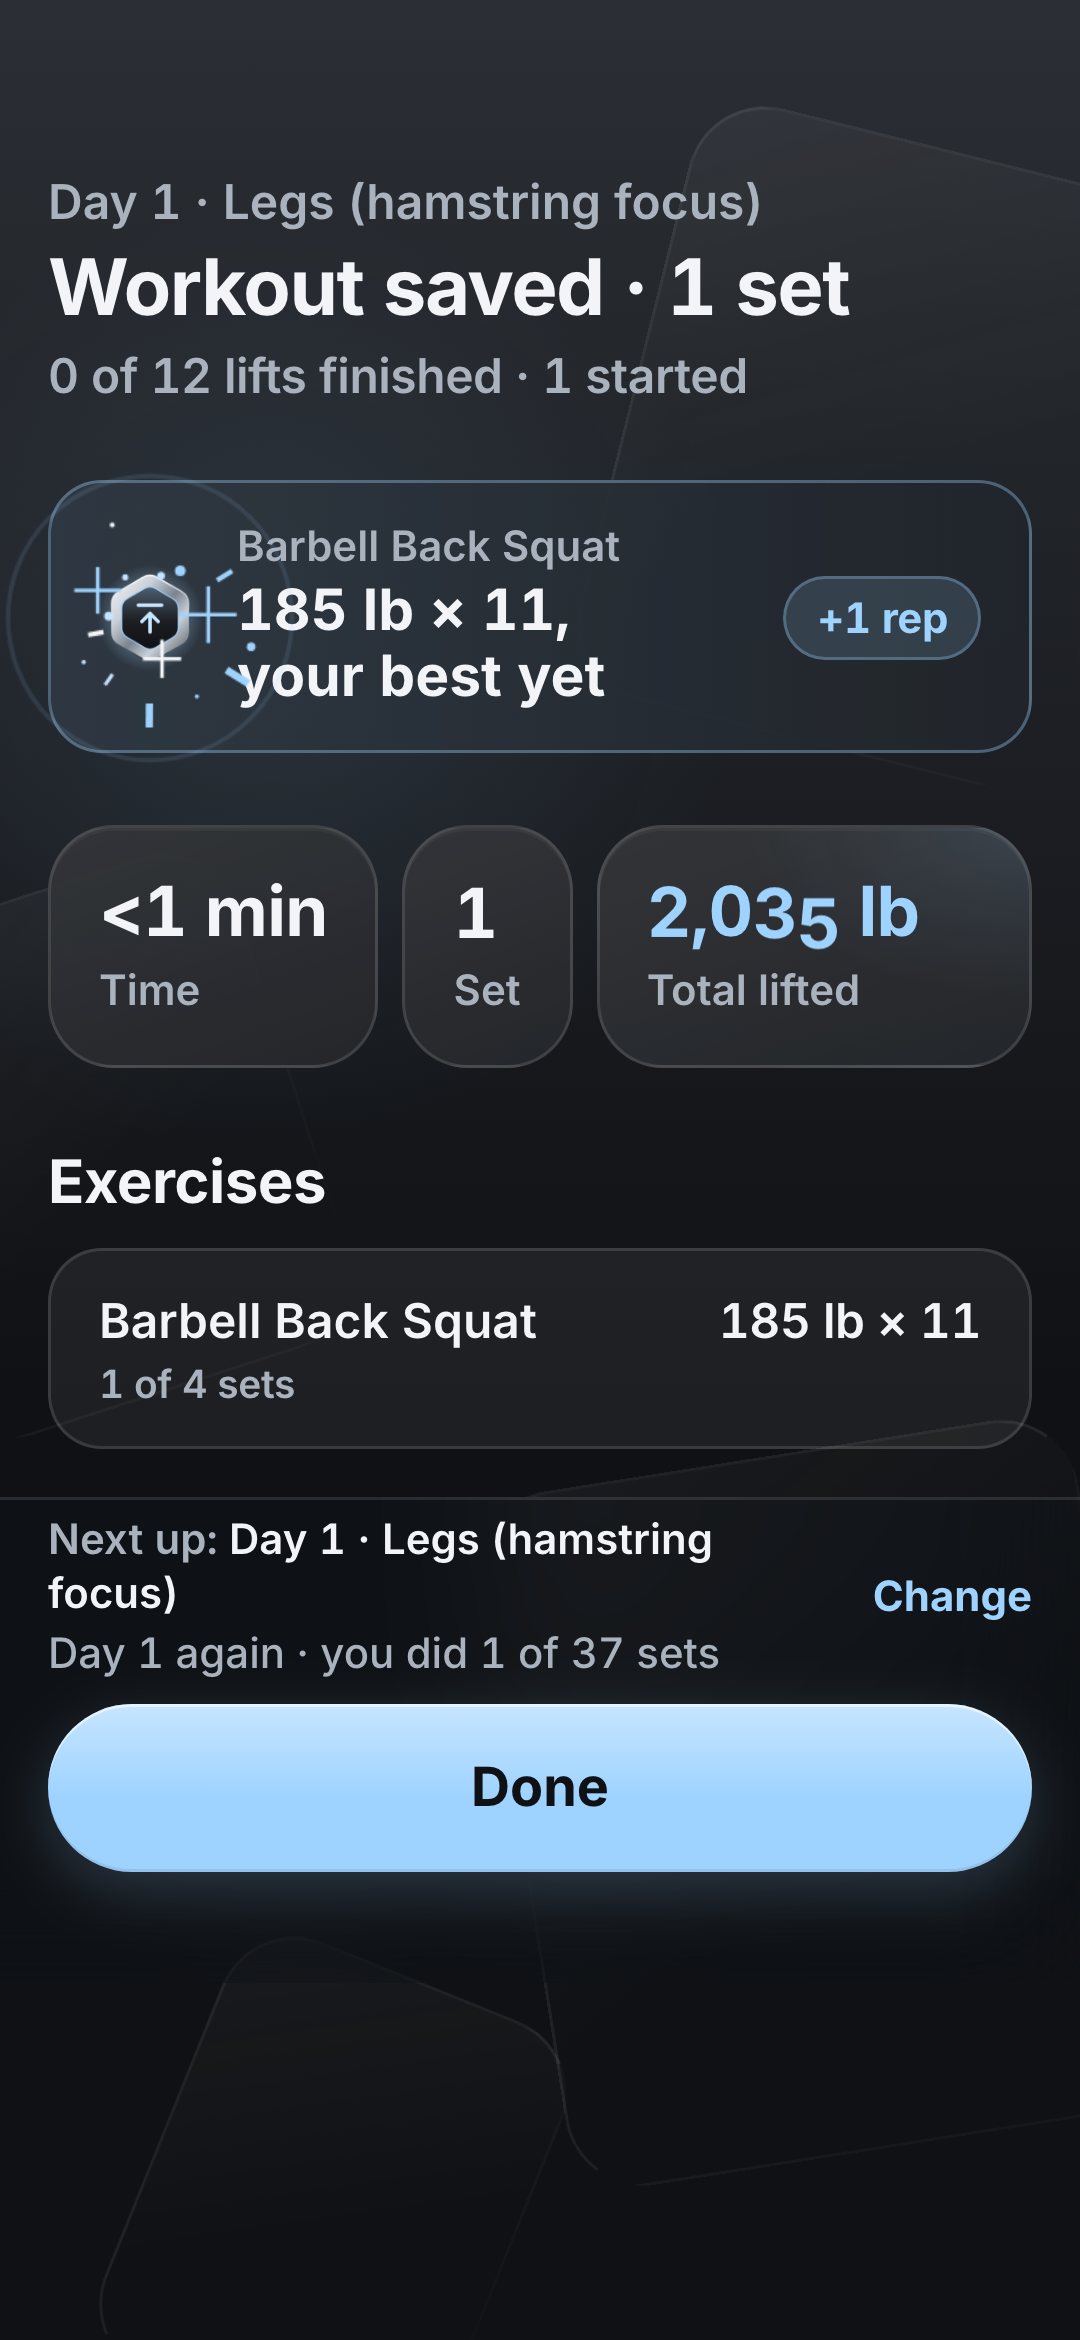 Day 1 · Legs (hamstring focus)
Workout saved · 1 set
0 of 12 lifts finished · 1 started
Barbell Back Squat
185 lb × 11,
your best yet
+1 rep
<1 min
Time
1
Set
2,035 lb
Total lifted
Exercises
Barbell Back Squat
185 lb × 11
1 of 4 sets
Next up: Day 1 · Legs (hamstring
focus)
Change
Day 1 again · you did 1 of 37 sets
Done